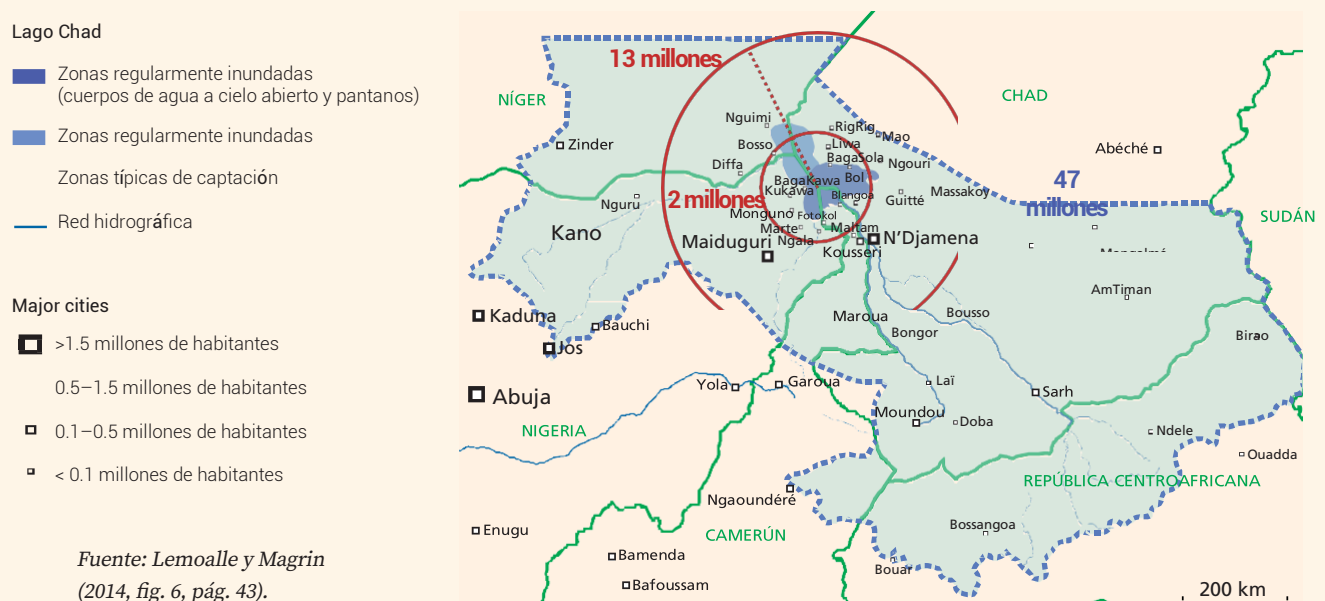 Lago Chad
Zonas regularmente inundadas
(cuerpos de agua a cielo abierto y pantanos)
Zonas regularmente inundadas
Zonas típicas de captación
Red hidrográfica
Major cities
>1.5 millones de habitantes
0.5–1.5 millones de habitantes
0.1–0.5 millones de habitantes
< 0.1 millones de habitantes
Fuente: Lemoalle y Magrin
(2014, fig. 6, pág. 43).
13 millones
NÍGER
CHAD
Nguimi
RigRig
Mao
Zinder
Bosso
Liwa
Abéché
BagaSola
Diffa
Ngouri
BagaKawa
Bol
47
millones
Kukawa
Blangoa
Massakoy
2 millones
Guitté
Nguru
Monguno
Fotokol
SUDÁN
Kano
Marte
Maltam
Maiduguri
Ngala
N'Djamena
Kousseri
AmTiman
Kaduna
Maroua
Bousso
Bauchi
Bongor
Birao
Jos
Yola
Garoua
Laï
Sarh
Abuja
Moundou
Doba
NIGERIA
Ndele
Ouadda
REPÚBLICA CENTROAFRICANA
Ngaoundéré
Bossangoa
Enugu
CAMERÚN
Bamenda
Bouar
Bafoussam
200 km